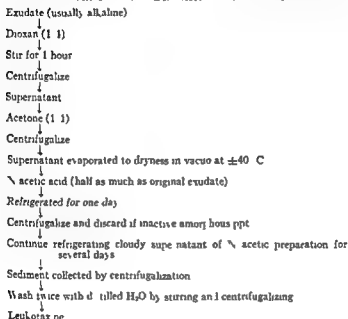 Exudate (usually alkaline)
Dioxan (1 1)
Stir for 1 hour
Centrifugalize
Supernatant
Acetone (1 1)
Centrifugalize
Supernatant evaporated to dryness in vacuo at ±40 C
N acetic acid (half as much as original exudate)
Refrigerated for one day
Centrifugalize and discard if inactive amorphous ppt
Continue refrigerating cloudy supernatant of N acetic preparation for
several days
Sediment collected by centrifugalization
Wash twice with distilled H₂O by stirring and centrifugalizing
Leukotaxine